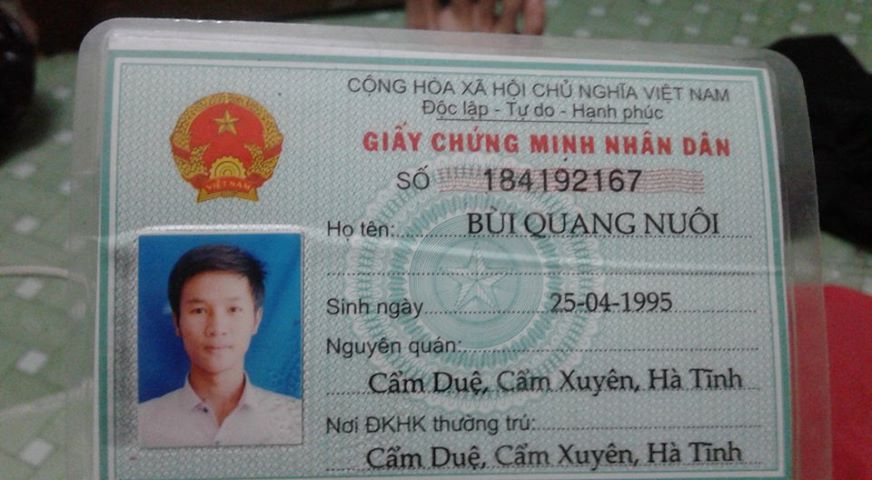 CỘNG HÒA XÃ HỘI CHỦ NGHĨA VIỆT NAM
Độc lập - Tự do - Hạnh phúc
GIẤY CHỨNG MINH NHÂN DÂN
SỐ 184192167
Họ tên: BÙI QUANG NUÔI
Sinh ngày 25-04-1995
Nguyên quán:
Cẩm Duệ, Cẩm Xuyên, Hà Tĩnh
Nơi ĐKHK thường trú:
Cẩm Duệ, Cẩm Xuyên, Hà Tĩnh
VIỆT NAM